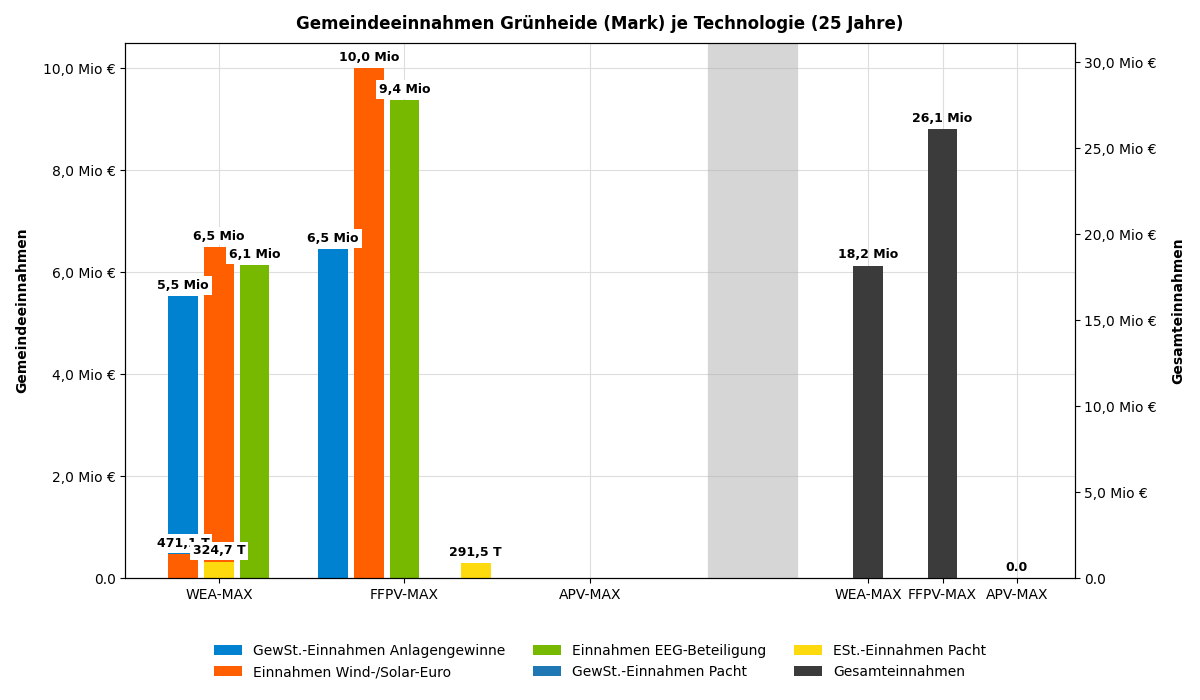 Gemeindeeinnahmen Grünheide (Mark) je Technologie (25 Jahre)
10,0 Mio €
8,0 Mio €
6,0 Mio €
4,0 Mio €
2,0 Mio €
0.0
Gemeindeeinnahmen
5,5 Mio
6,5 Mio
6,1 Mio
471,1 T
324,7 T
6,5 Mio
10,0 Mio
9,4 Mio
291,5 T
18,2 Mio
26,1 Mio
0.0
30,0 Mio €
25,0 Mio €
20,0 Mio €
15,0 Mio €
10,0 Mio €
5,0 Mio €
0.0
Gesamteinnahmen
WEA-MAX
FFPV-MAX
APV-MAX
WEA-MAX
FFPV-MAX
APV-MAX
GewSt.-Einnahmen Anlagengewinne
Einnahmen Wind-/Solar-Euro
Einnahmen EEG-Beteiligung
GewSt.-Einnahmen Pacht
ESt.-Einnahmen Pacht
Gesamteinnahmen